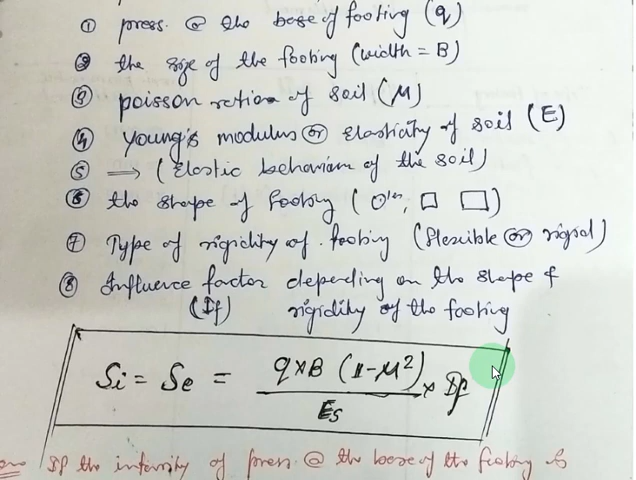 ① press. @ the base of footing (q)
② the size of the footing (width = B)
③ poisson ration of soil (μ)
④ Young's modulus or Elasticity of soil (E)
⑤ ⟹ (Elastic behaviour of the soil)
⑥ the shape of footing ( O'lar, □ ▭ )
⑦ Type of rigidity of footing (flexible or rigid)
⑧ Influence factor depending on the shape &
(If) rigidity of the footing
Si = Se = q×B (1-μ²) / Es × If
If the intensity of press. @ the base of the footing is